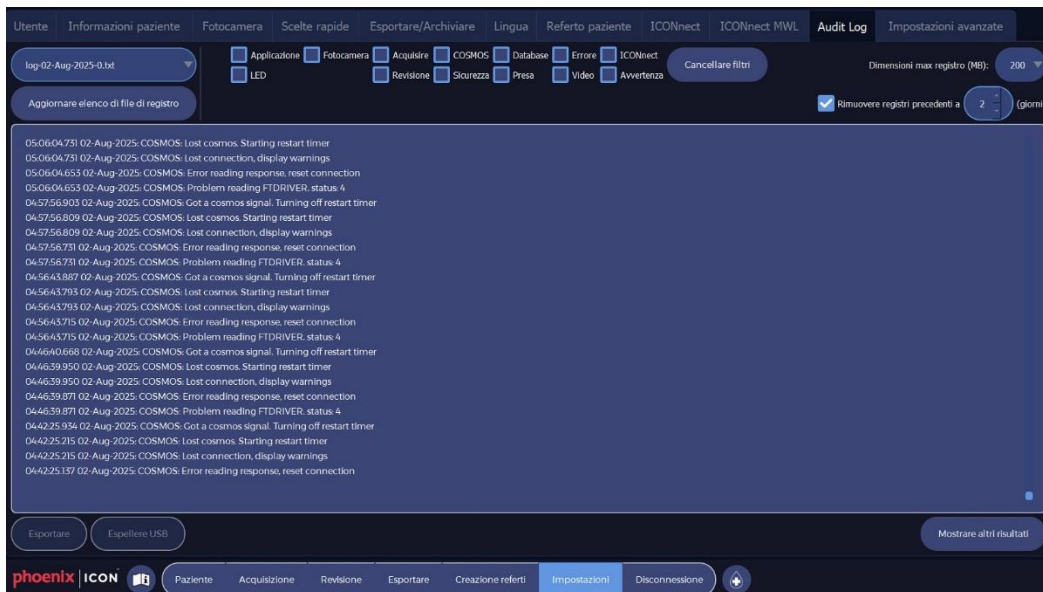 Utente Informazioni paziente Fotocamera Scelte rapide Esportare/Archiviare Lingua Referto paziente ICONnect ICONnect MWL Audit Log Impostazioni avanzate
log-02-Aug-2025-0.txt
Applicazione Fotocamera Acquisire COSMOS Database Errore ICONnect
LED Revisione Sicurezza Presa Video Avvertenza
Cancellare filtri
Dimensioni max registro (MB): 200
Aggiornare elenco di file di registro
Rimuovere registri precedenti a 2 (giorni
05:06:04.731 02-Aug-2025: COSMOS: Lost cosmos. Starting restart timer
05:06:04.731 02-Aug-2025: COSMOS: Lost connection, display warnings
05:06:04.653 02-Aug-2025: COSMOS: Error reading response, reset connection
05:06:04.653 02-Aug-2025: COSMOS: Problem reading FTDRIVER. status: 4
04:57:56.903 02-Aug-2025: COSMOS: Got a cosmos signal. Turning off restart timer
04:57:56.809 02-Aug-2025: COSMOS: Lost cosmos. Starting restart timer
04:57:56.809 02-Aug-2025: COSMOS: Lost connection, display warnings
04:57:56.731 02-Aug-2025: COSMOS: Error reading response, reset connection
04:57:56.731 02-Aug-2025: COSMOS: Problem reading FTDRIVER. status: 4
04:56:43.887 02-Aug-2025: COSMOS: Got a cosmos signal. Turning off restart timer
04:56:43.793 02-Aug-2025: COSMOS: Lost cosmos. Starting restart timer
04:56:43.793 02-Aug-2025: COSMOS: Lost connection, display warnings
04:56:43.715 02-Aug-2025: COSMOS: Error reading response, reset connection
04:56:43.715 02-Aug-2025: COSMOS: Problem reading FTDRIVER. status: 4
04:46:40.668 02-Aug-2025: COSMOS: Got a cosmos signal. Turning off restart timer
04:46:39.950 02-Aug-2025: COSMOS: Lost cosmos. Starting restart timer
04:46:39.950 02-Aug-2025: COSMOS: Lost connection, display warnings
04:46:39.871 02-Aug-2025: COSMOS: Error reading response, reset connection
04:46:39.871 02-Aug-2025: COSMOS: Problem reading FTDRIVER. status: 4
04:42:25.934 02-Aug-2025: COSMOS: Got a cosmos signal. Turning off restart timer
04:42:25.215 02-Aug-2025: COSMOS: Lost cosmos. Starting restart timer
04:42:25.215 02-Aug-2025: COSMOS: Lost connection, display warnings
04:42:25.137 02-Aug-2025: COSMOS: Error reading response, reset connection
Esportare Espellere USB Mostrare altri risultati
phoenix ICON Paziente Acquisizione Revisione Esportare Creazione referti Impostazioni Disconnessione